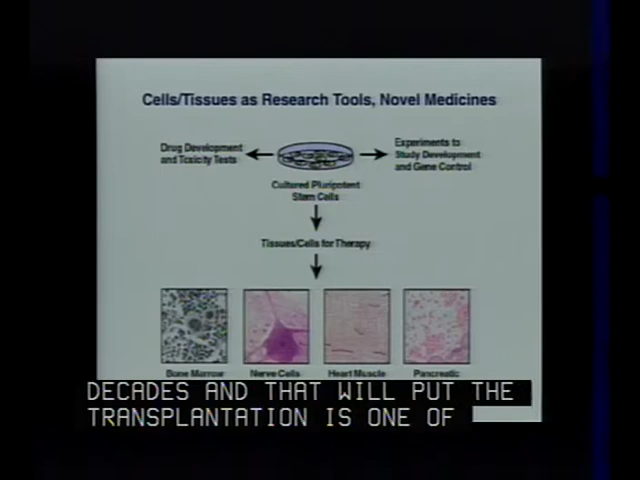 Cells/Tissues as Research Tools, Novel Medicines
Drug Development
and Toxicity Tests
Experiments to
Study Development
and Gene Control
Cultured Pluripotent
Stem Cells
Tissues/Cells for Therapy
Bone Marrow
Nerve Cells
Heart Muscle
Pancreatic
DECADES AND THAT WILL PUT THE
TRANSPLANTATION IS ONE OF